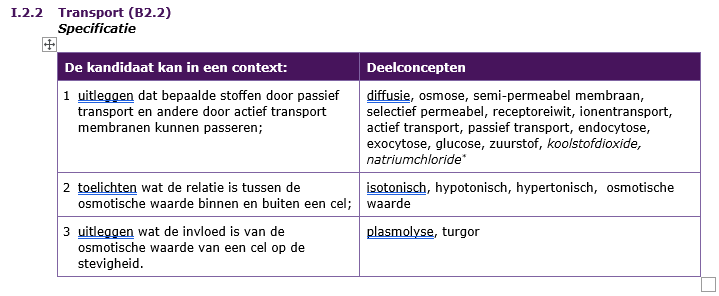 I.2.2 Transport (B2.2)
Specificatie
De kandidaat kan in een context:
Deelconcepten
1 uitleggen dat bepaalde stoffen door passief
transport en andere door actief transport
membranen kunnen passeren;
diffusie, osmose, semi-permeabel membraan,
selectief permeabel, receptoreiwit, ionentransport,
actief transport, passief transport, endocytose,
exocytose, glucose, zuurstof, koolstofdioxide,
natriumchloride*
2 toelichten wat de relatie is tussen de
osmotische waarde binnen en buiten een cel;
isotonisch, hypotonisch, hypertonisch, osmotische
waarde
3 uitleggen wat de invloed is van de
osmotische waarde van een cel op de
stevigheid.
plasmolyse, turgor